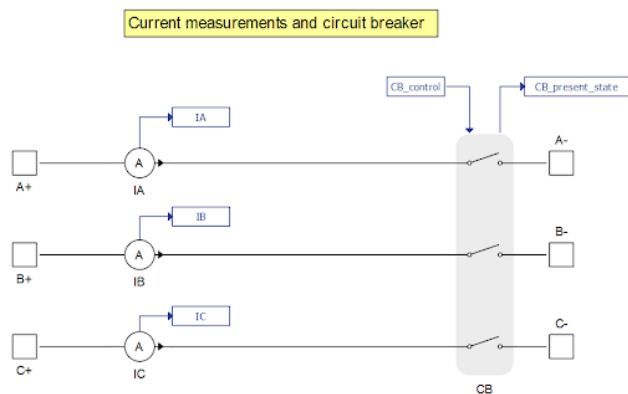 Current measurements and circuit breaker
CB_control
CB_present_state
IA
A-
A
A+
IA
IB
B-
A
B+
IB
IC
C-
A
C+
IC
CB